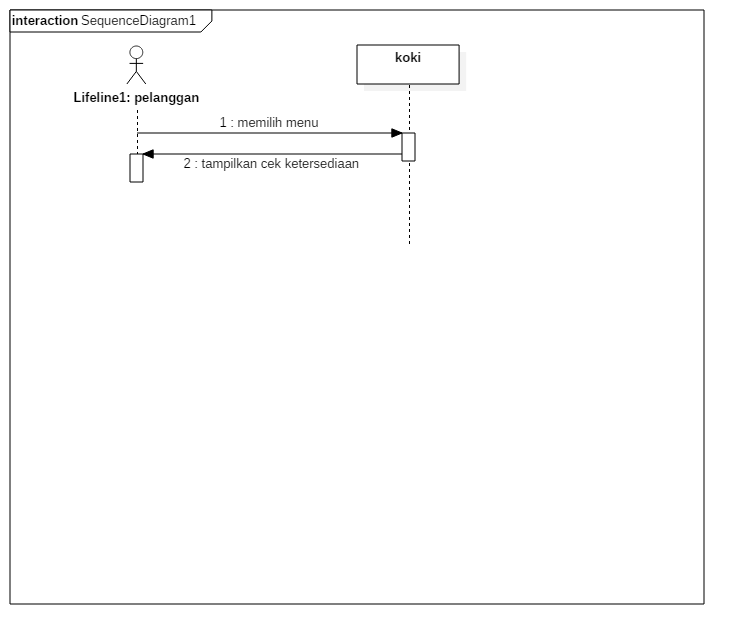 interaction SequenceDiagram1
koki
Lifeline1: pelanggan
1 : memilih menu
2 : tampilkan cek ketersediaan